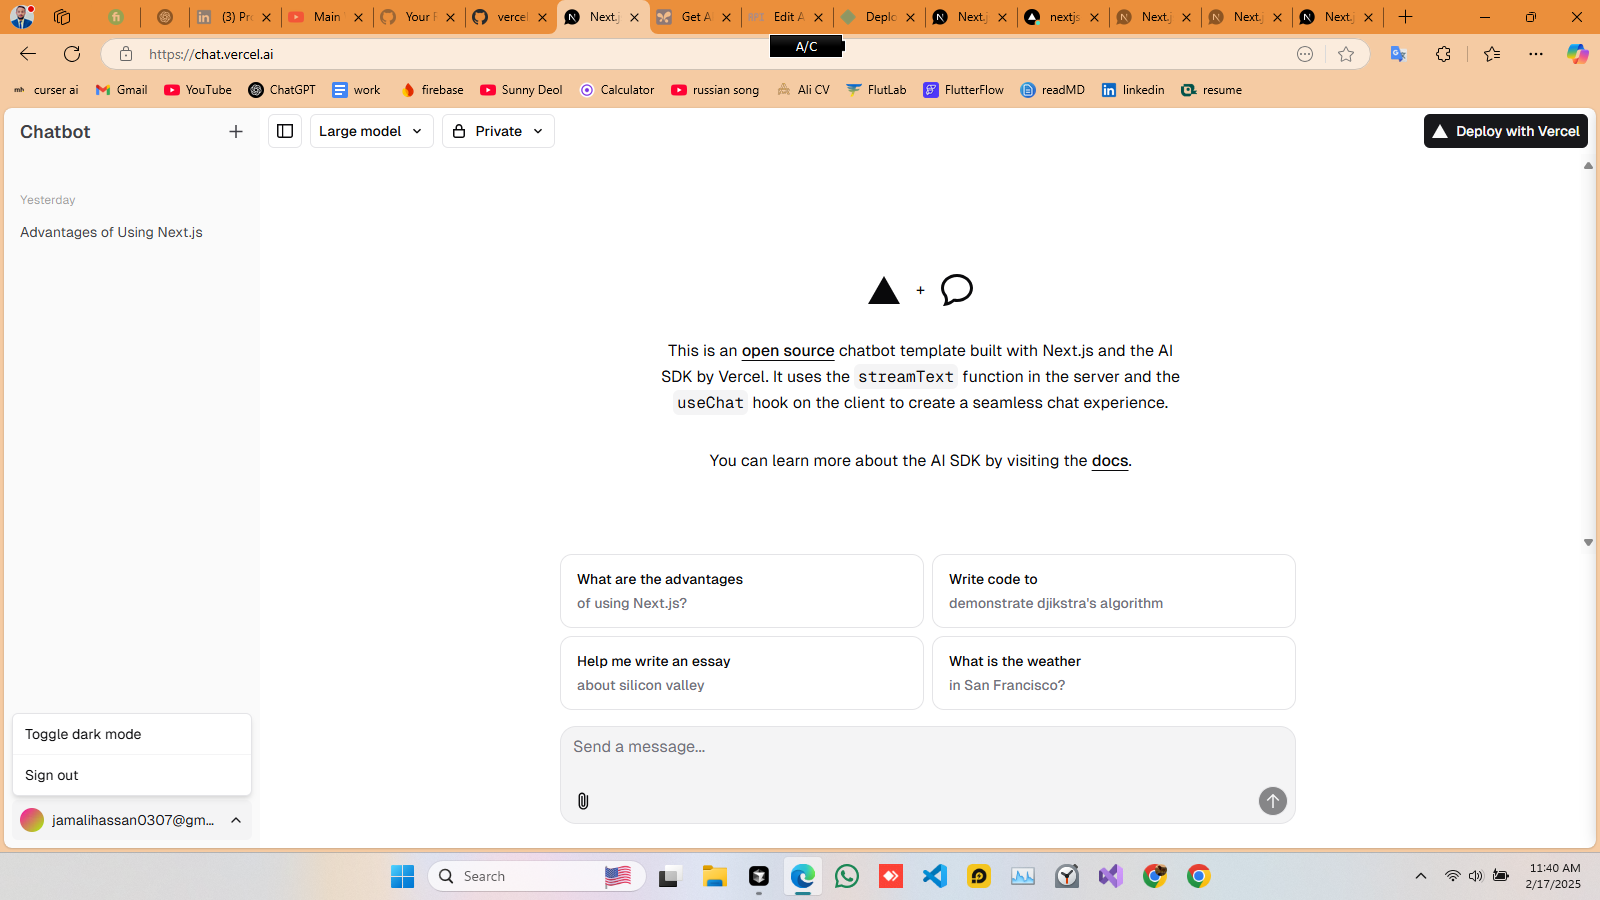 (3) Pr
Main
Your F
vercel
Next.j
Get A
Edit A
Deplo
Next.j
nextjs
Next.j
Next.j
Next.j
A/C
https://chat.vercel.ai
curser ai
Gmail
YouTube
ChatGPT
work
firebase
Sunny Deol
Calculator
russian song
Ali CV
FlutLab
FlutterFlow
readMD
linkedin
resume
Chatbot
Large model
Private
Deploy with Vercel
Yesterday
Advantages of Using Next.js
+
This is an open source chatbot template built with Next.js and the AI
SDK by Vercel. It uses the streamText function in the server and the
useChat hook on the client to create a seamless chat experience.
You can learn more about the AI SDK by visiting the docs.
What are the advantages
of using Next.js?
Write code to
demonstrate djikstra's algorithm
Help me write an essay
about silicon valley
What is the weather
in San Francisco?
Send a message...
Toggle dark mode
Sign out
jamalihassan0307@gm...
Search
11:40 AM
2/17/2025